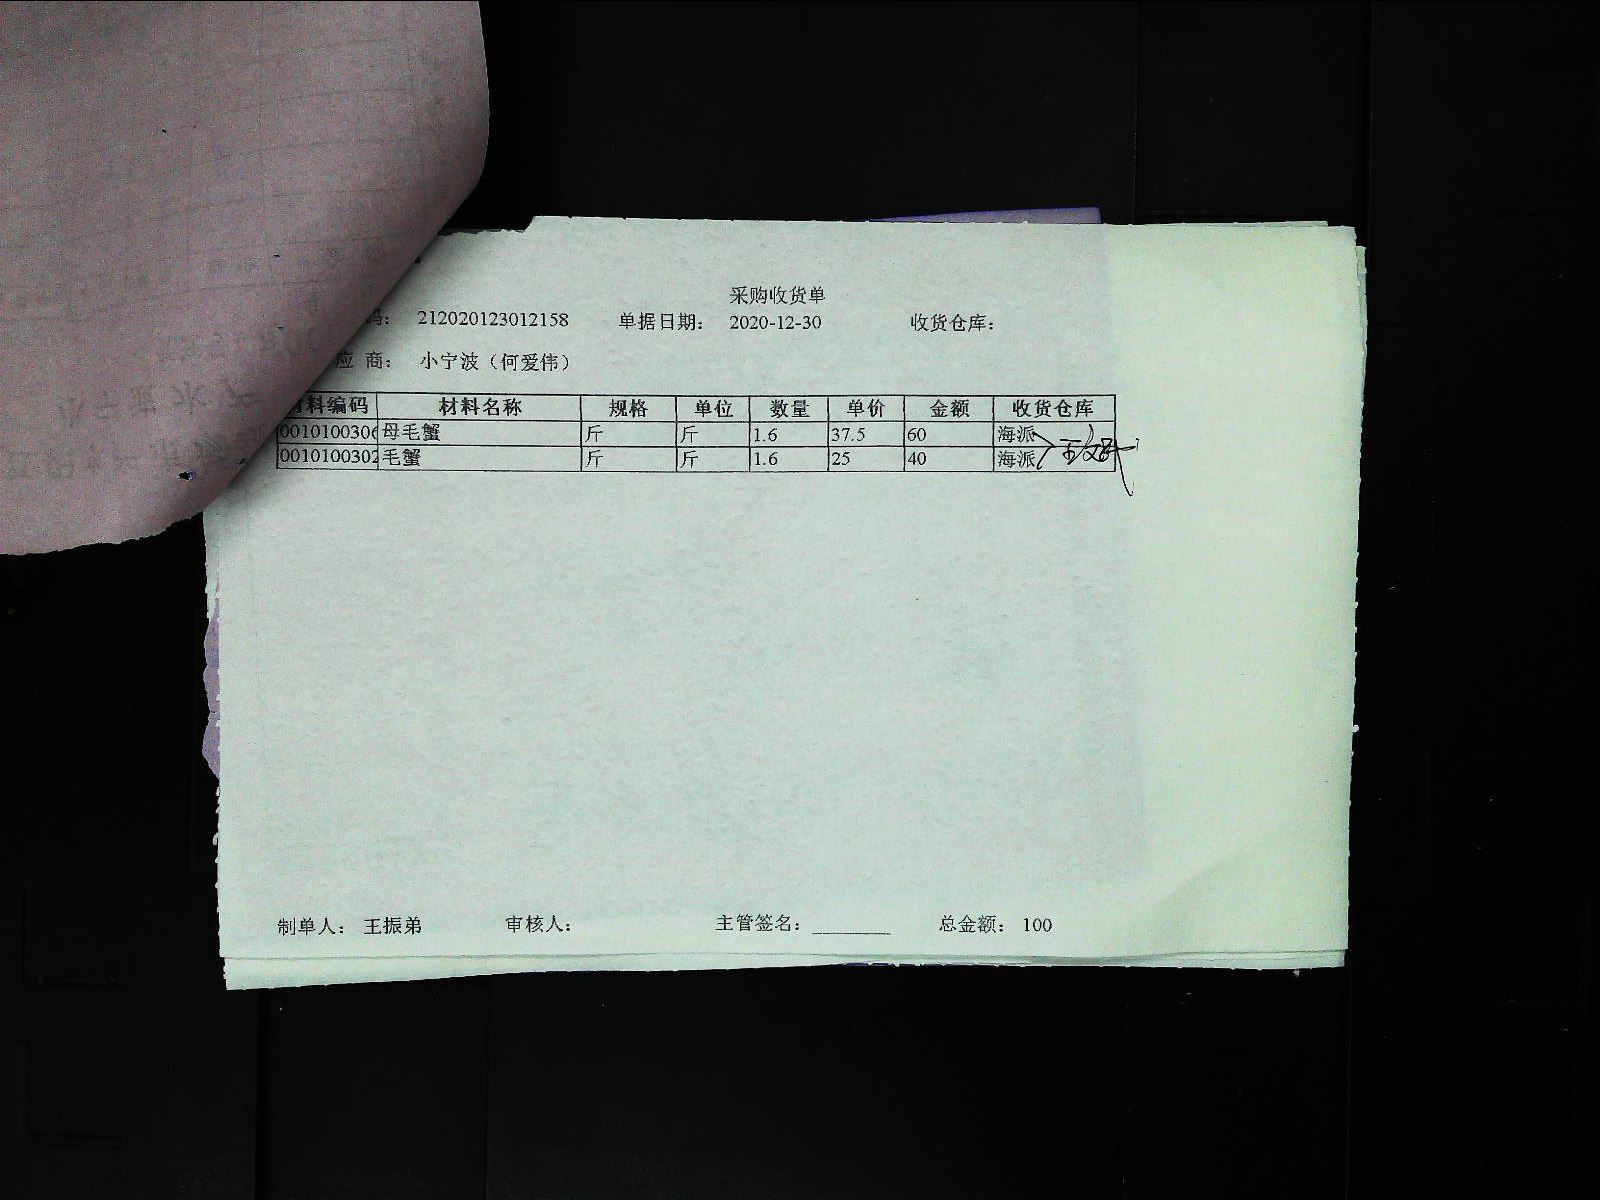 采购收货单
码： 212020123012158 单据日期： 2020-12-30 收货仓库：
应 商： 小宁波（何爱伟）
材料编码 材料名称 规格 单位 数量 单价 金额 收货仓库
0010100306 母毛蟹 斤 斤 1.6 37.5 60 海派
0010100302 毛蟹 斤 斤 1.6 25 40 海派
制单人： 王振弟 审核人： 主管签名： ________ 总金额： 100